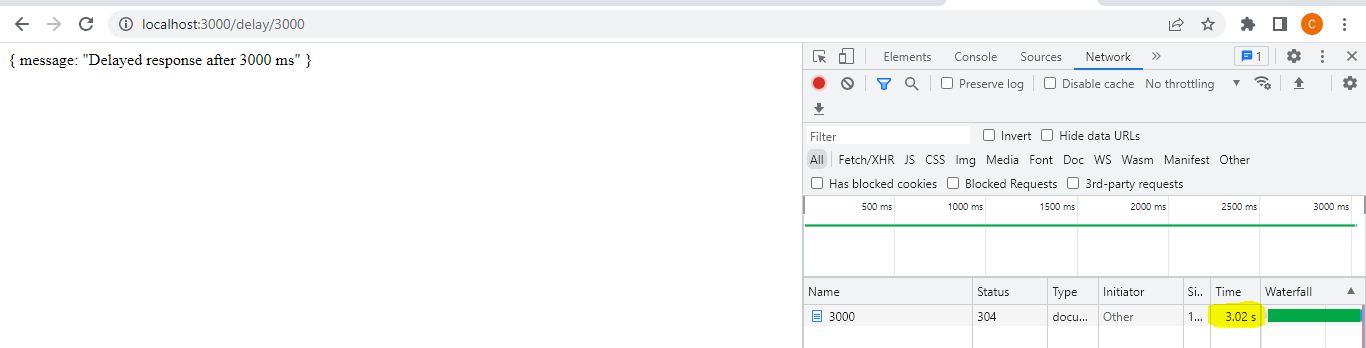 localhost:3000/delay/3000
C
{ message: "Delayed response after 3000 ms" }
Elements Console Sources Network 1
Preserve log Disable cache No throttling
Filter Invert Hide data URLs
All Fetch/XHR JS CSS Img Media Font Doc WS Wasm Manifest Other
Has blocked cookies Blocked Requests 3rd-party requests
500 ms 1000 ms 1500 ms 2000 ms 2500 ms 3000 ms
Name Status Type Initiator Si.. Time Waterfall
3000 304 docu... Other 1... 3.02 s